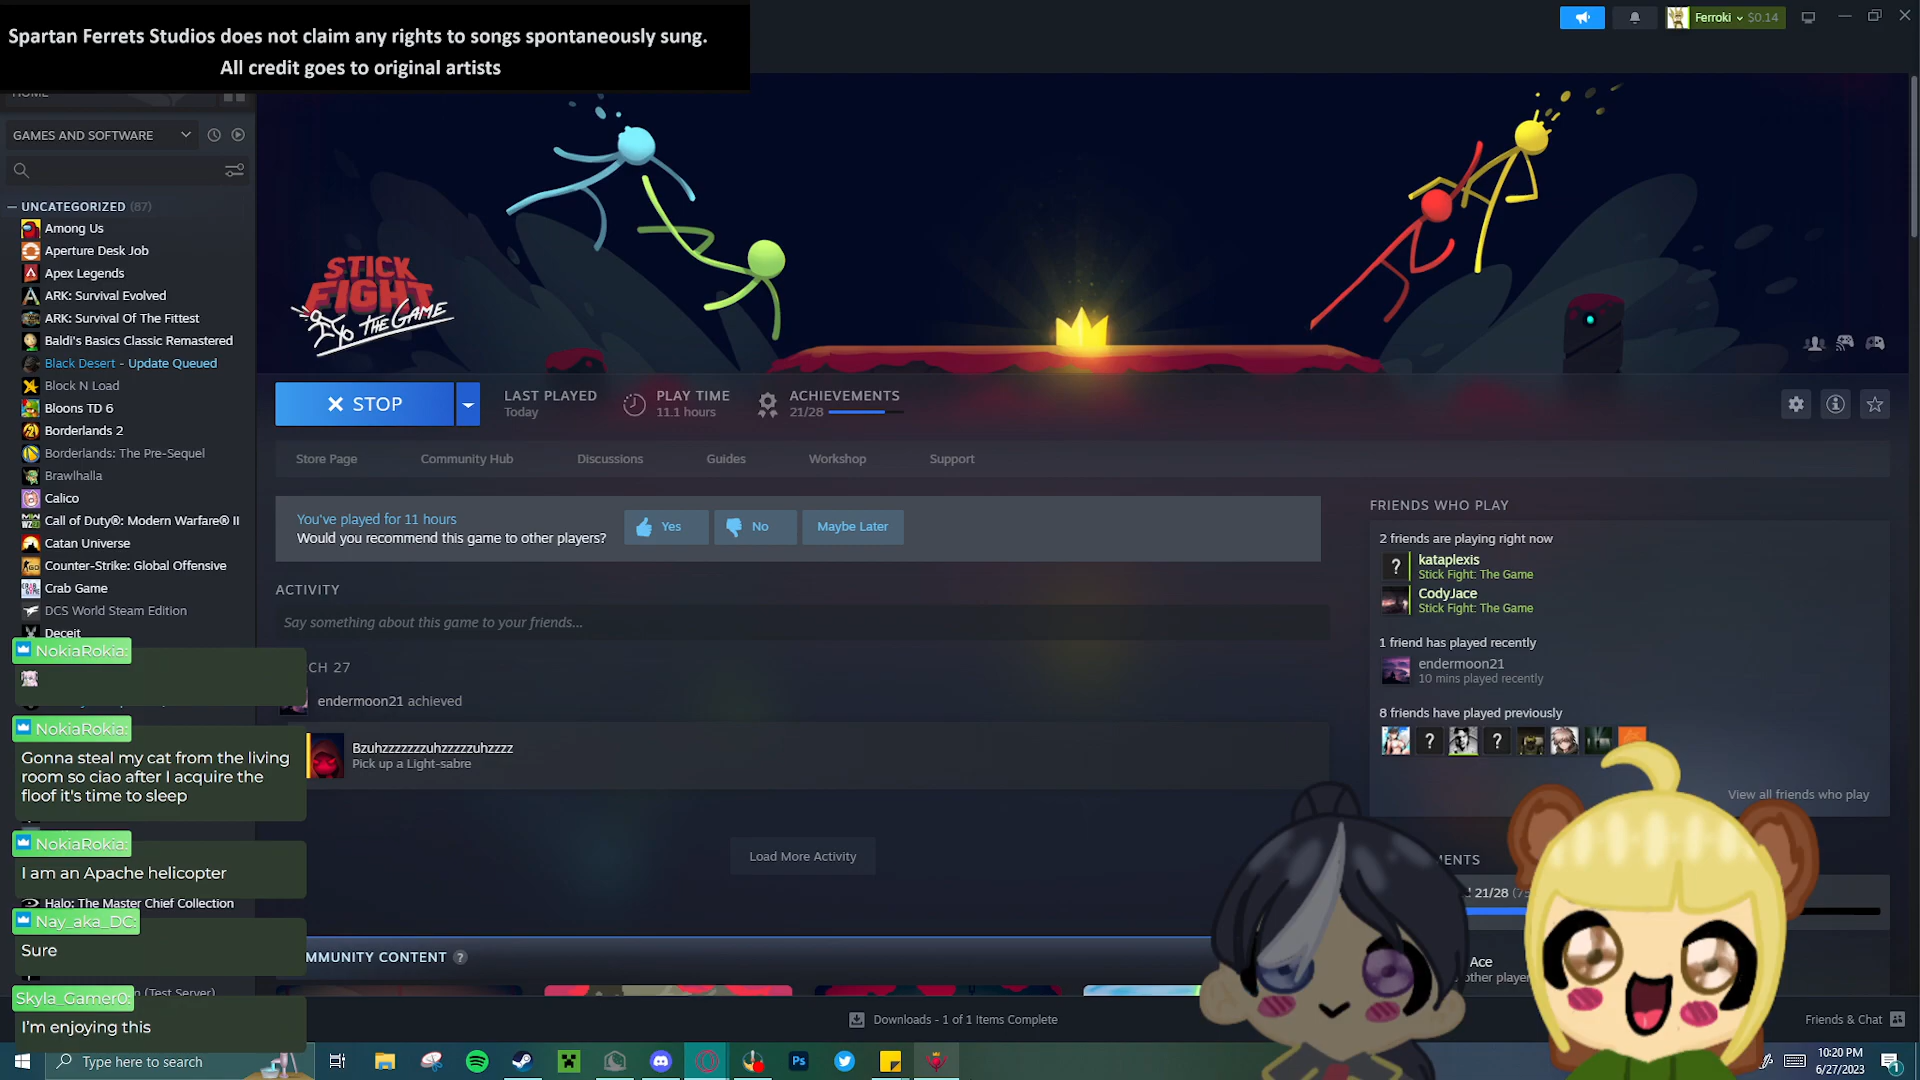 Spartan Ferrets Studios does not claim any rights to songs spontaneously sung.
All credit goes to original artists
Ferroki
$0.14
HOME
GAMES AND SOFTWARE
UNCATEGORIZED (87)
Among Us
Aperture Desk Job
Apex Legends
ARK: Survival Evolved
ARK: Survival Of The Fittest
Baldi's Basics Classic Remastered
Black Desert - Update Queued
Block N Load
Bloons TD 6
Borderlands 2
Borderlands: The Pre-Sequel
Brawlhalla
Calico
Call of Duty®: Modern Warfare® II
Catan Universe
Counter-Strike: Global Offensive
Crab Game
DCS World Steam Edition
Deceit
NokiaRokia:
NokiaRokia:
Gonna steal my cat from the living
room so ciao after I acquire the
floof it's time to sleep
NokiaRokia:
I am an Apache helicopter
Halo: The Master Chief Collection
Nay_aka_DC:
Sure
(Test Server)
Skyla_Gamer0:
I'm enjoying this
STICK
FIGHT
THE GAME
STOP
LAST PLAYED
Today
PLAY TIME
11.1 hours
ACHIEVEMENTS
21/28
Store Page
Community Hub
Discussions
Guides
Workshop
Support
You've played for 11 hours
Would you recommend this game to other players?
Yes
No
Maybe Later
ACTIVITY
Say something about this game to your friends...
CH 27
endermoon21 achieved
Bzuhzzzzzzzuhzzzzzuhzzzz
Pick up a Light-sabre
Load More Activity
MMUNITY CONTENT
?
FRIENDS WHO PLAY
2 friends are playing right now
kataplexis
Stick Fight: The Game
CodyJace
Stick Fight: The Game
1 friend has played recently
endermoon21
10 mins played recently
8 friends have played previously
View all friends who play
MENTS
21/28
Ace
other player
Downloads - 1 of 1 Items Complete
Friends & Chat
Type here to search
Ps
10:20 PM
6/27/2023
1